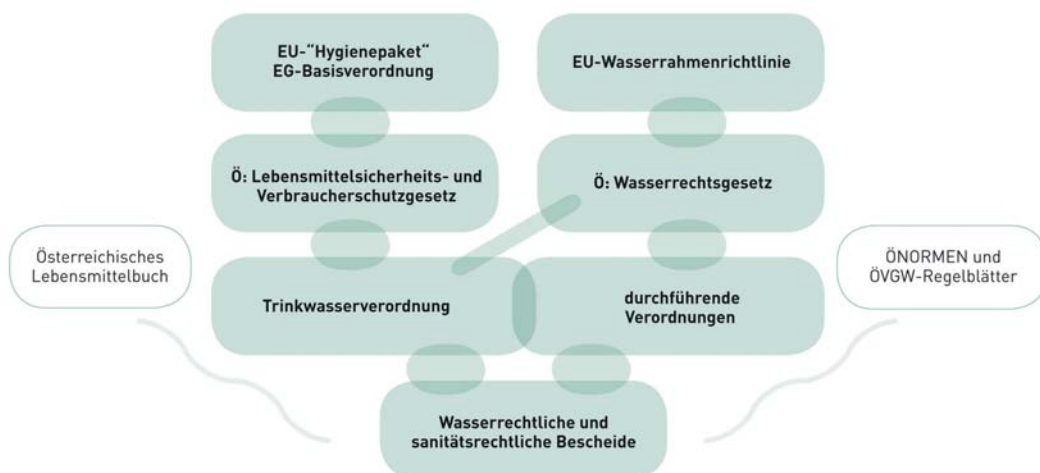 EU-“Hygienepaket“
EG-Basisverordnung
EU-Wasserrahmenrichtlinie
Ö: Lebensmittelsicherheits- und
Verbraucherschutzgesetz
Ö: Wasserrechtsgesetz
Österreichisches
Lebensmittelbuch
Trinkwasserverordnung
durchführende
Verordnungen
ÖNORMEN und
ÖVGW-Regelblätter
Wasserrechtliche und
sanitätsrechtliche Bescheide